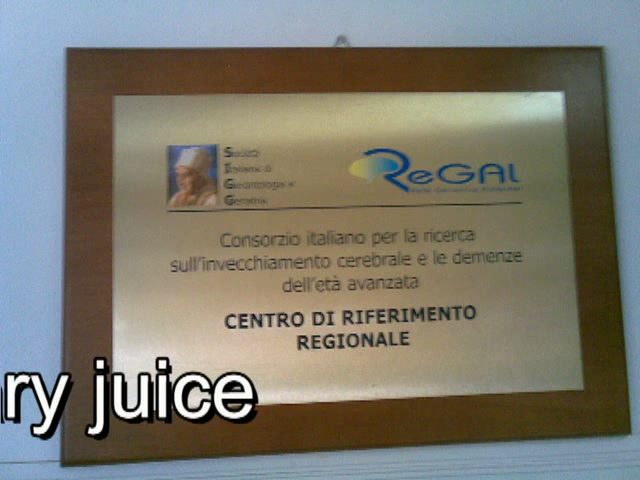 Società
Italiana di
Gerontologia e
Geriatria
ReGAl
Consorzio italiano per la ricerca
sull'invecchiamento cerebrale e le demenze
dell'età avanzata
CENTRO DI RIFERIMENTO
REGIONALE
ry juice